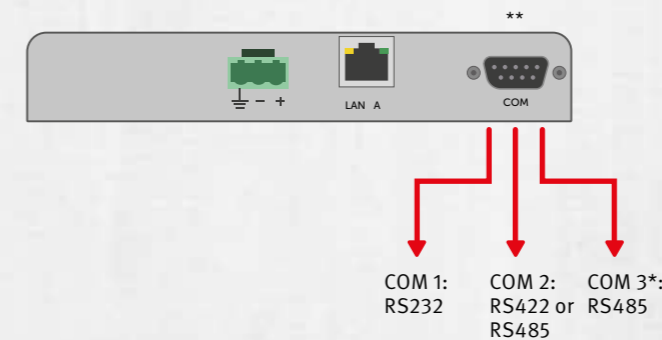 **
⏚ − +
LAN A
COM
COM 1:
RS232
COM 2:
RS422 or
RS485
COM 3*:
RS485